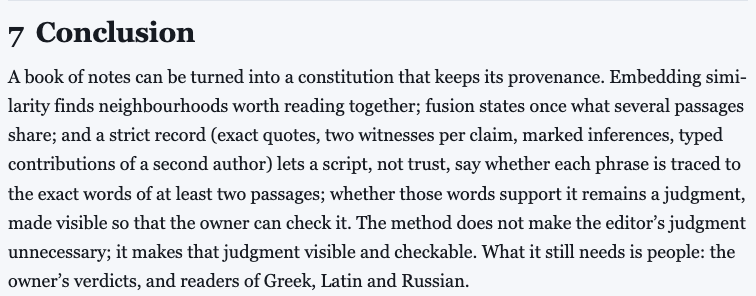 7 Conclusion
A book of notes can be turned into a constitution that keeps its provenance. Embedding simi-
larity finds neighbourhoods worth reading together; fusion states once what several passages
share; and a strict record (exact quotes, two witnesses per claim, marked inferences, typed
contributions of a second author) lets a script, not trust, say whether each phrase is traced to
the exact words of at least two passages; whether those words support it remains a judgment,
made visible so that the owner can check it. The method does not make the editor’s judgment
unnecessary; it makes that judgment visible and checkable. What it still needs is people: the
owner’s verdicts, and readers of Greek, Latin and Russian.